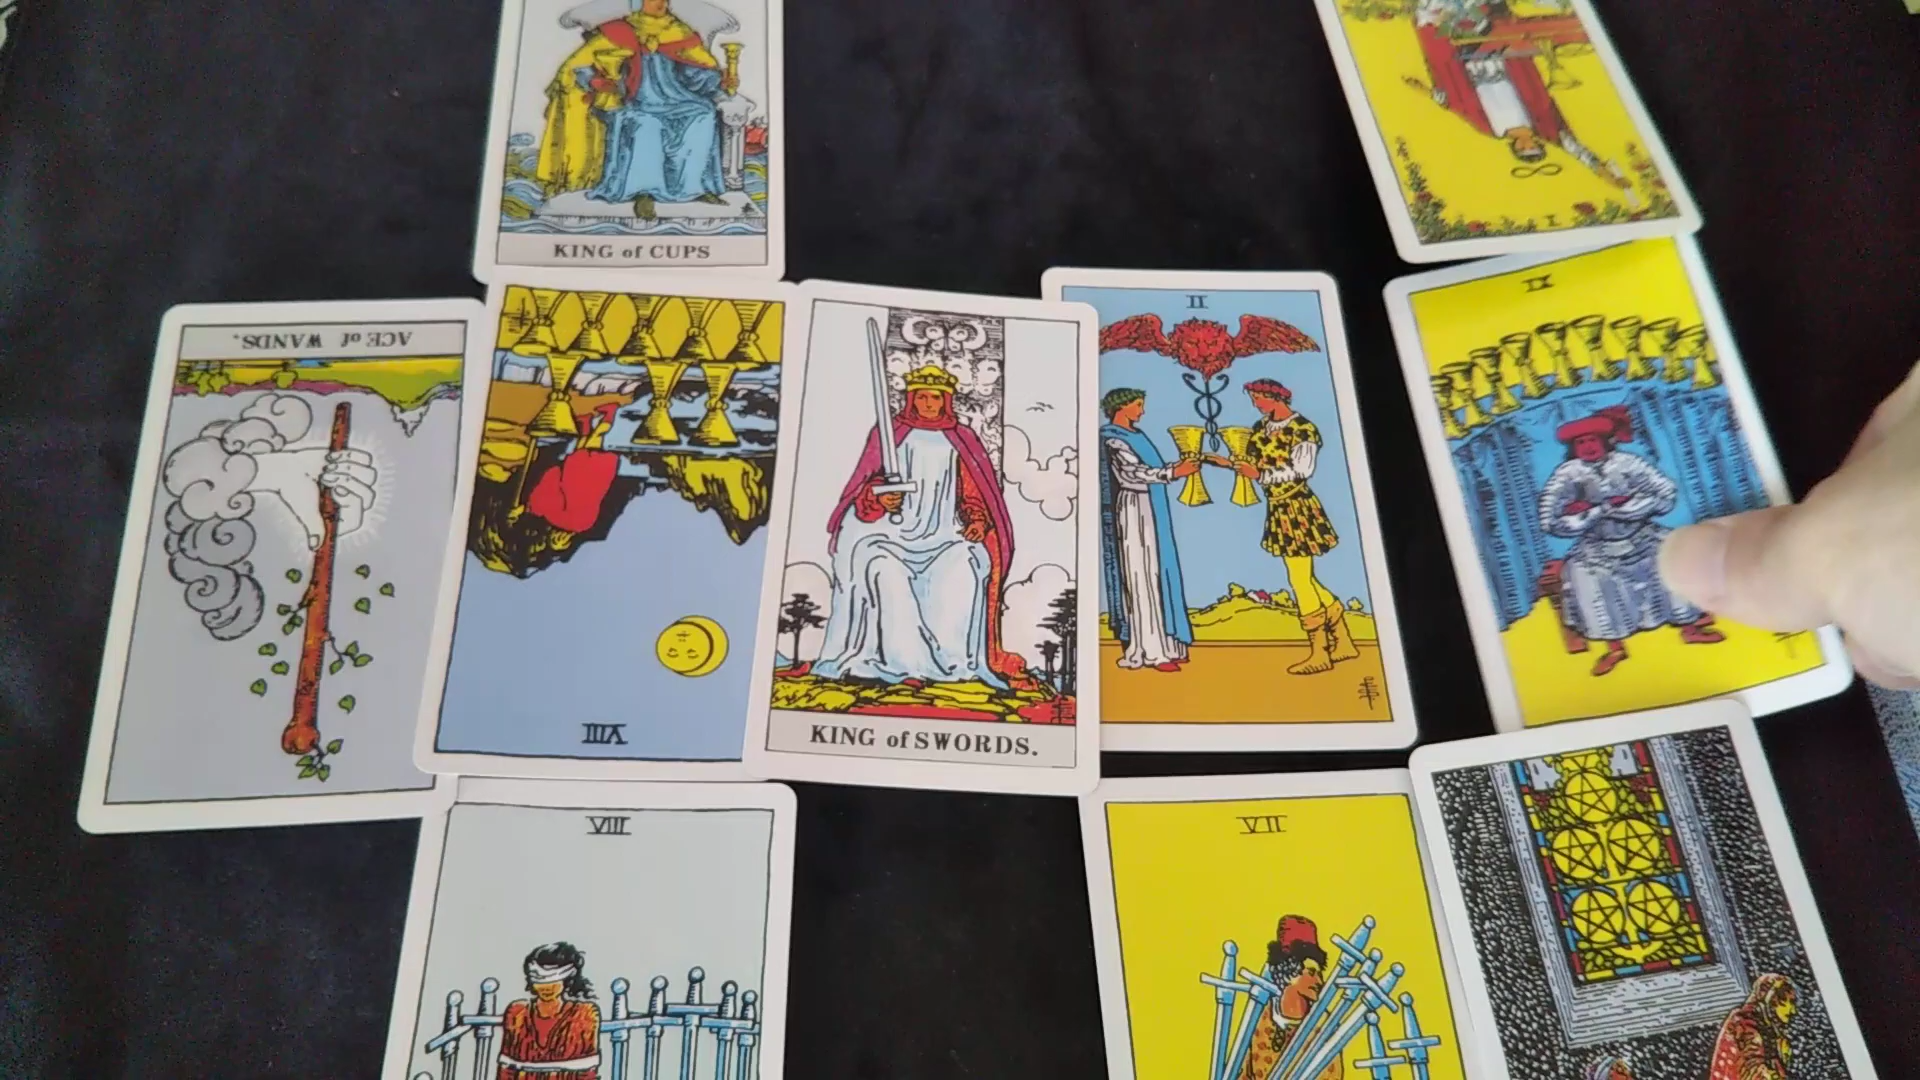 KING of CUPS
I
ACE of WANDS.
II
IX
VIII
KING of SWORDS.
VIII
VII